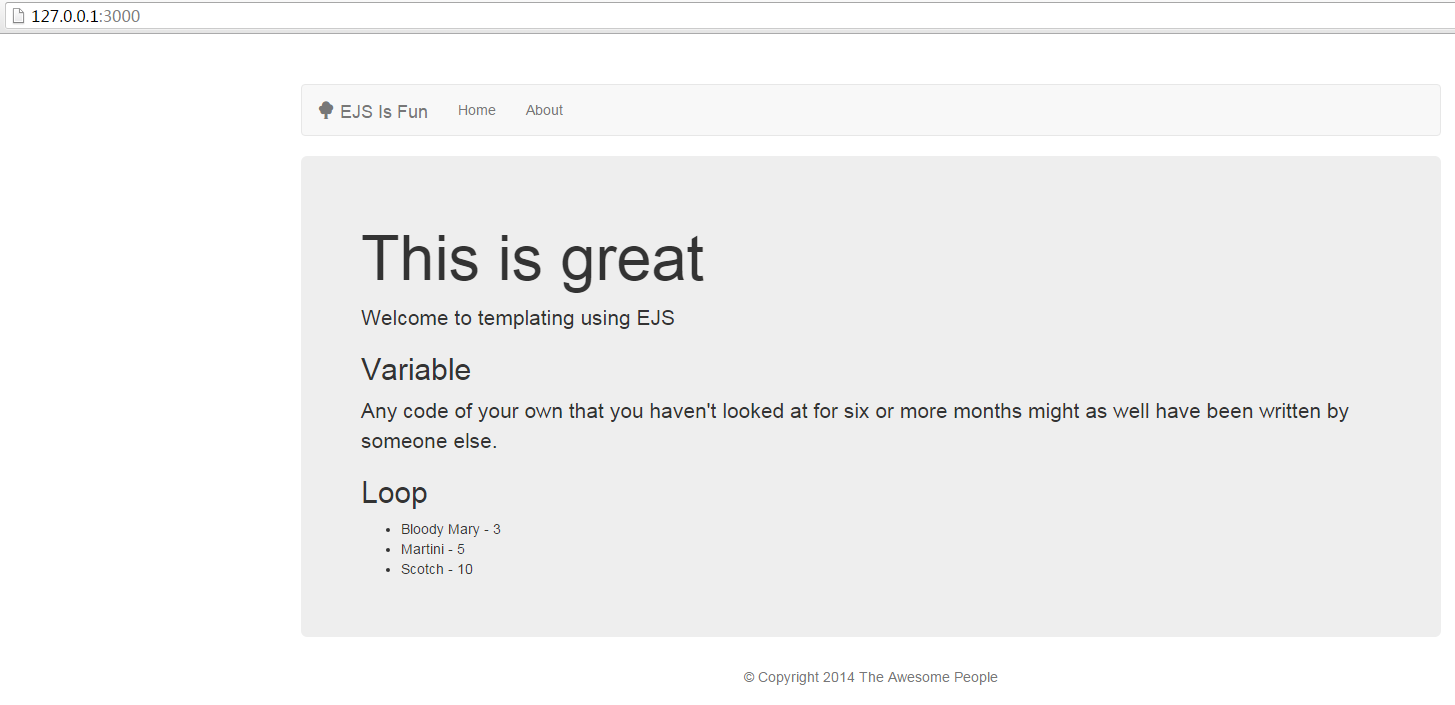 127.0.0.1:3000
EJS Is Fun Home About
This is great
Welcome to templating using EJS
Variable
Any code of your own that you haven't looked at for six or more months might as well have been written by
someone else.
Loop
• Bloody Mary - 3
• Martini - 5
• Scotch - 10
© Copyright 2014 The Awesome People